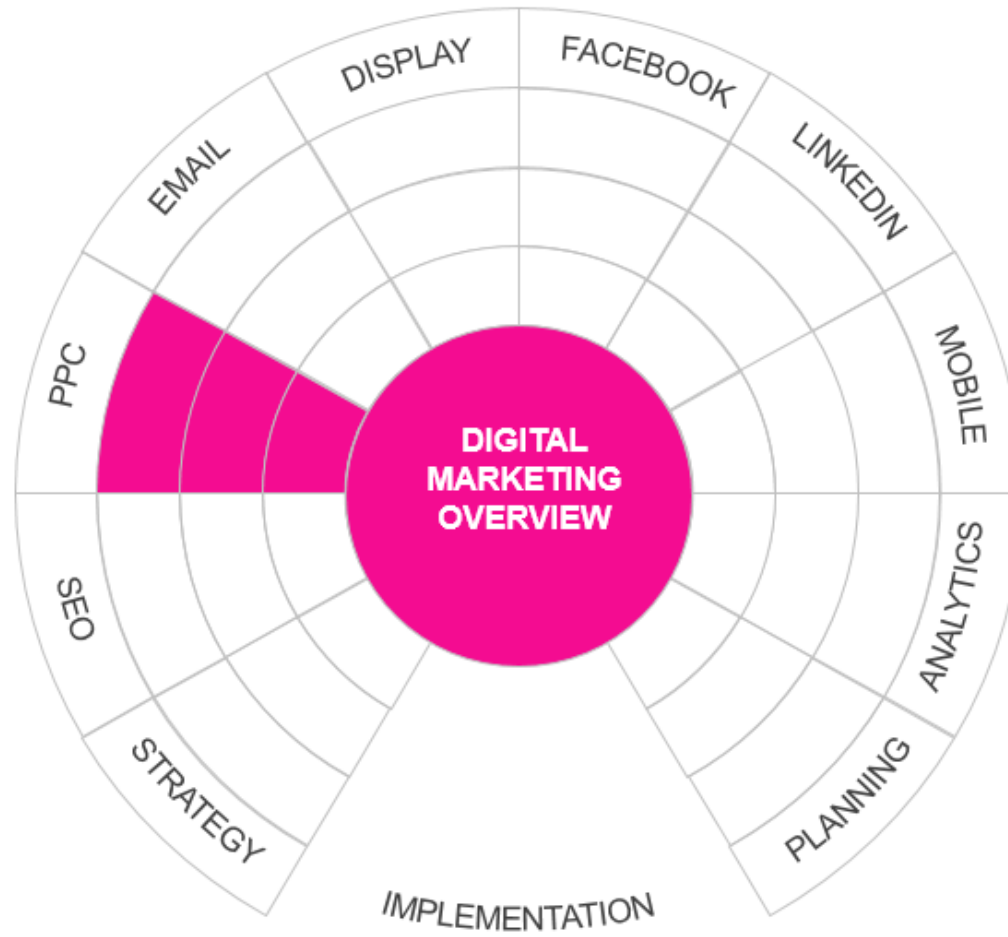 DISPLAY
FACEBOOK
EMAIL
LINKEDIN
PPC
MOBILE
DIGITAL
MARKETING
OVERVIEW
SEO
ANALYTICS
STRATEGY
PLANNING
IMPLEMENTATION